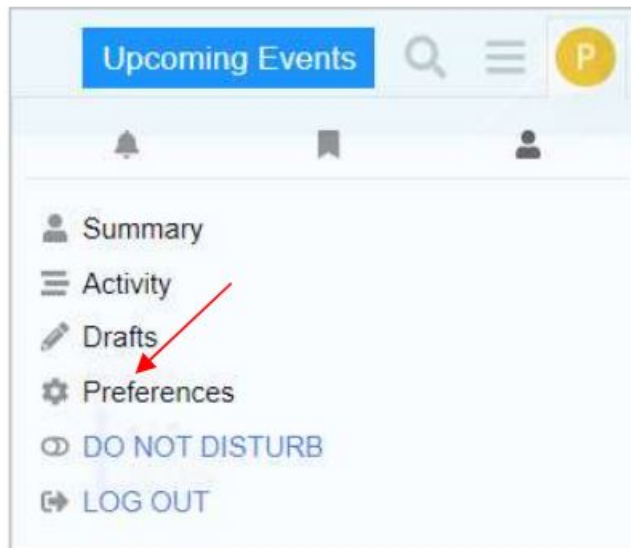 Upcoming Events
P
Summary
Activity
Drafts
Preferences
DO NOT DISTURB
LOG OUT